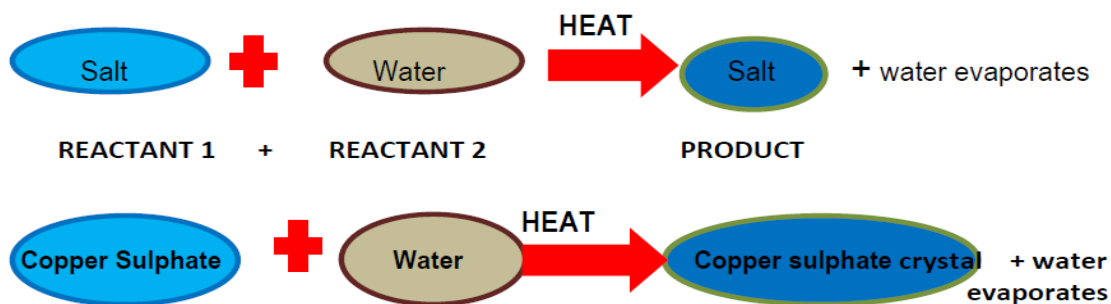 HEAT
Salt Water Salt + water evaporates
REACTANT 1 + REACTANT 2 PRODUCT
HEAT
Copper Sulphate Water Copper sulphate crystal + water
evaporates